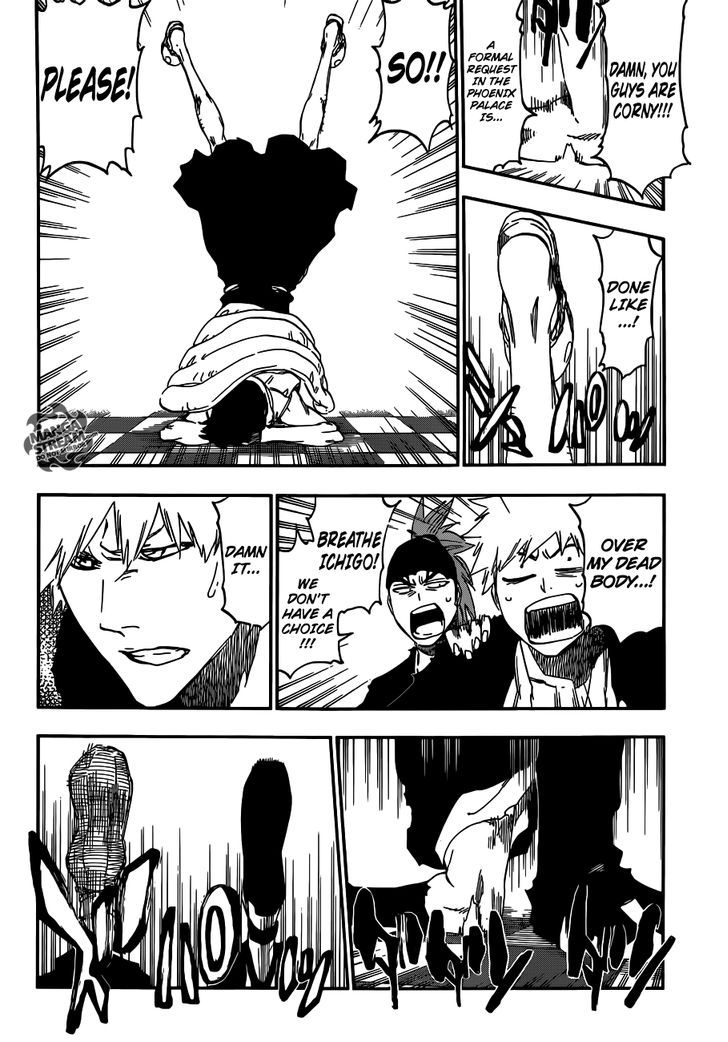 DAMN, YOU
GUYS ARE
CORNY!!!
A
FORMAL
REQUEST
IN THE
PHOENIX
PALACE
IS...
DONE
LIKE
...!
SO!!
PLEASE!
MANGA
STREAM
OVER
MY DEAD
BODY...!
BREATHE
ICHIGO!
WE
DON'T
HAVE A
CHOICE
!!!
DAMN
IT...